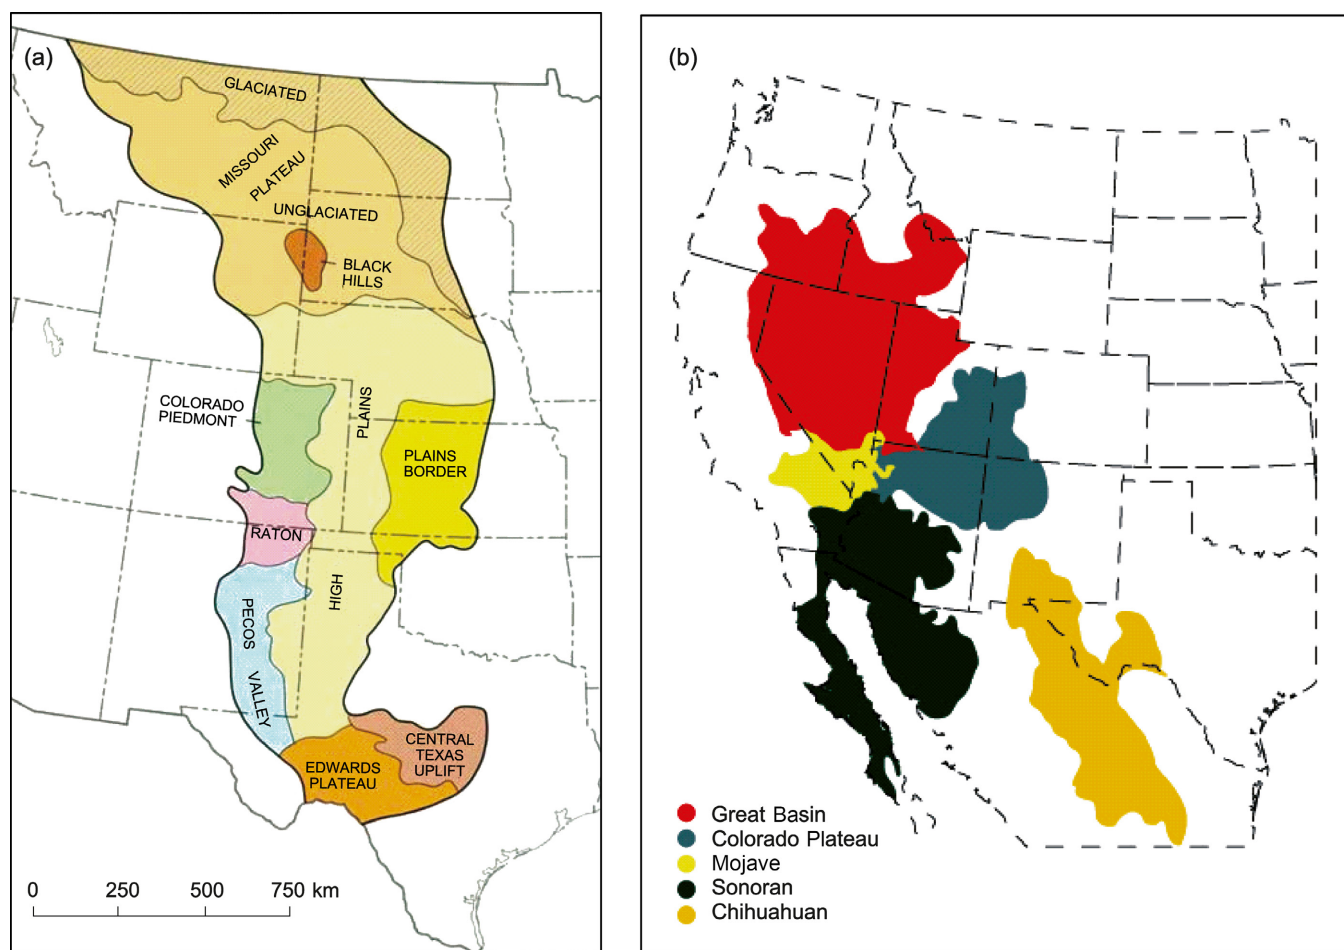 (a)
GLACIATED
MISSOURI
PLATEAU
UNGLACIATED
BLACK
HILLS
COLORADO
PIEDMONT
PLAINS
PLAINS
BORDER
RATON
HIGH
PECOS
VALLEY
CENTRAL
TEXAS
UPLIFT
EDWARDS
PLATEAU
0 250 500 750 km
(b)
Great Basin
Colorado Plateau
Mojave
Sonoran
Chihuahuan